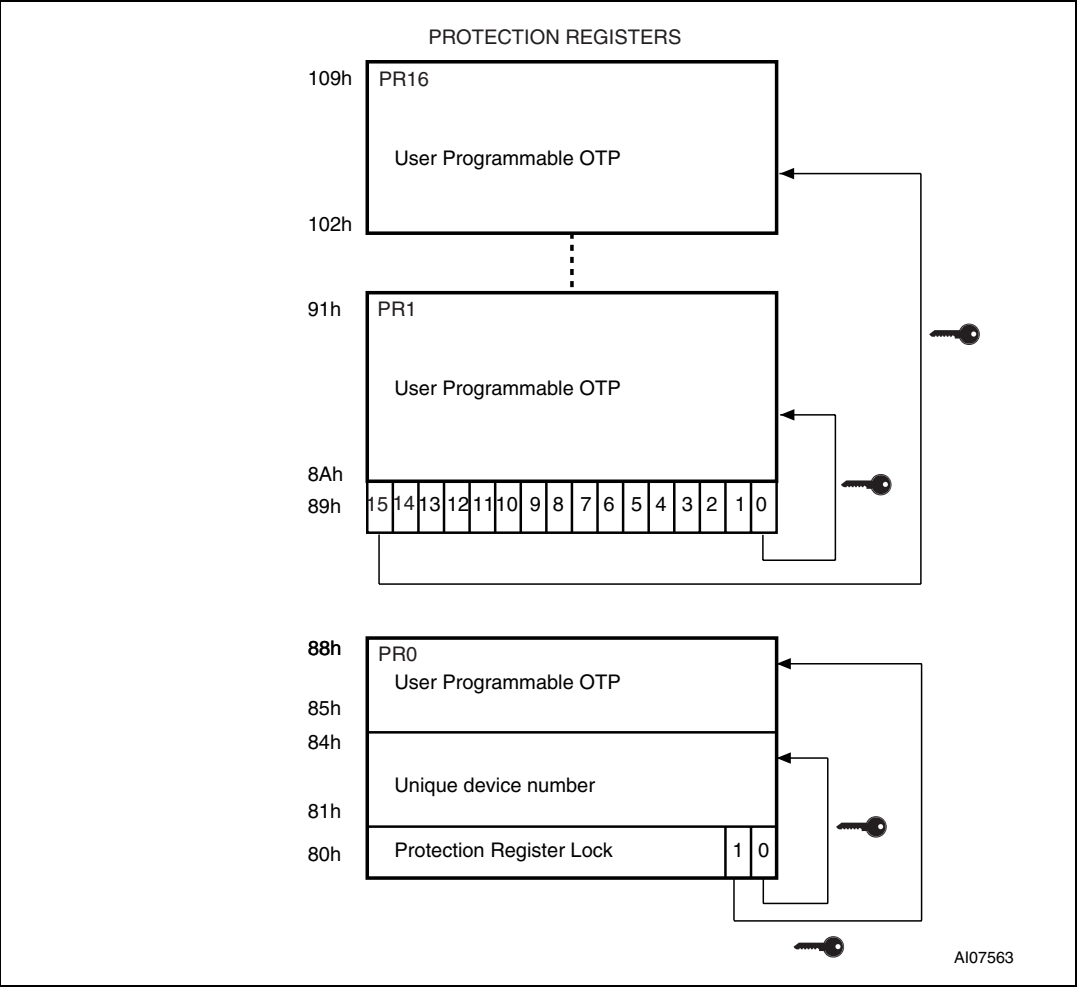 PROTECTION REGISTERS
109h PR16
User Programmable OTP
102h
91h PR1
User Programmable OTP
8Ah
89h 15 14 13 12 11 10 9 8 7 6 5 4 3 2 1 0
88h PR0
User Programmable OTP
85h
84h
Unique device number
81h
80h Protection Register Lock 1 0
AI07563